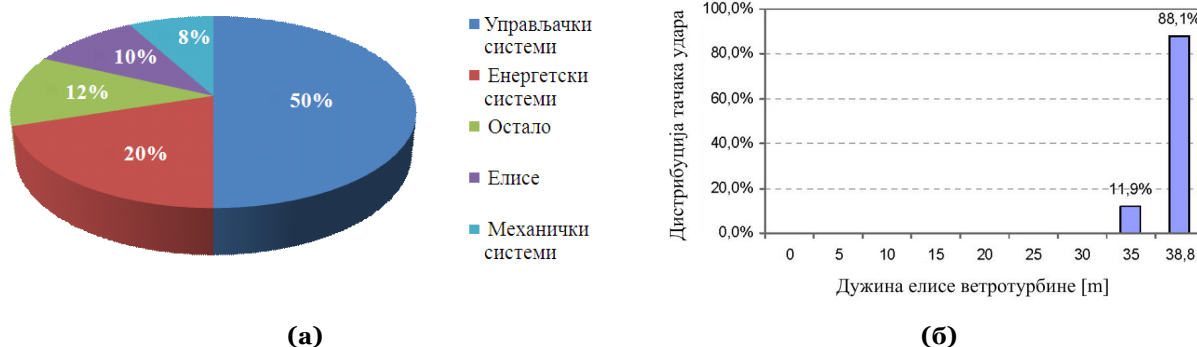 8%
10%
12%
20%
50%
Управљачки
системи
Енергетски
системи
Остало
Елисе
Механички
системи
(а)
Дистрибуција тачака удара
100,0%
80,0%
60,0%
40,0%
20,0%
0,0%
11,9%
88,1%
0 5 10 15 20 25 30 35 38,8
Дужина елисе ветротурбине [m]
(б)